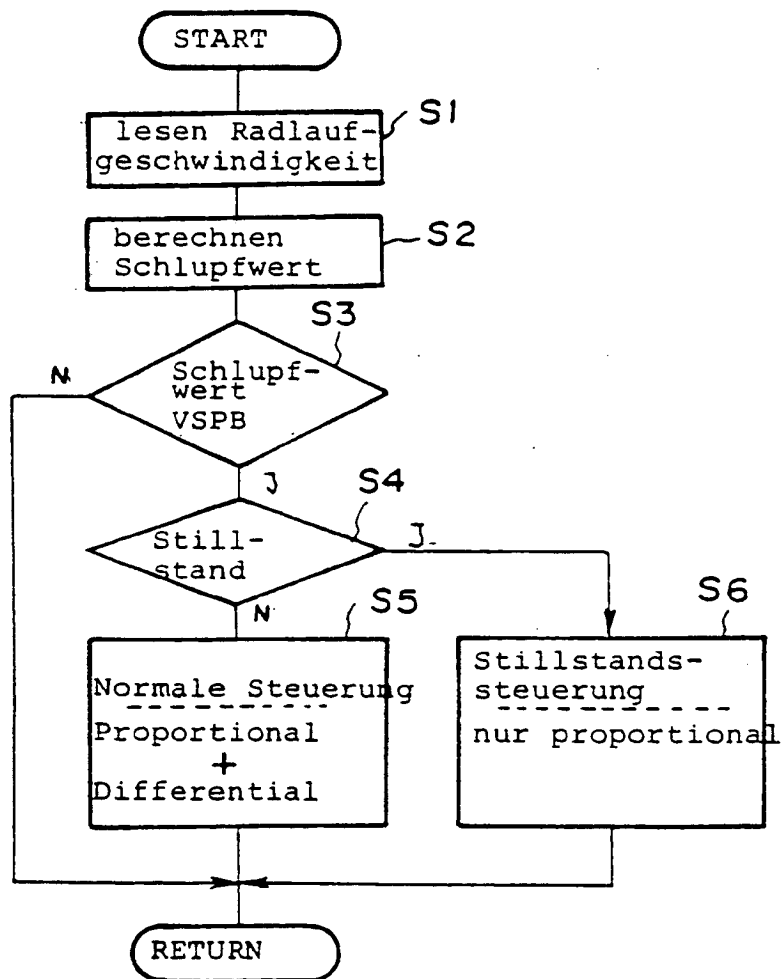 START
S1
lesen Radlauf-
geschwindigkeit
S2
berechnen
Schlupfwert
S3
N
Schlupf-
wert
VSPB
J
S4
J
Still-
stand
N
S5
S6
Normale Steuerung
Proportional
+
Differential
Stillstands-
steuerung
nur proportional
RETURN